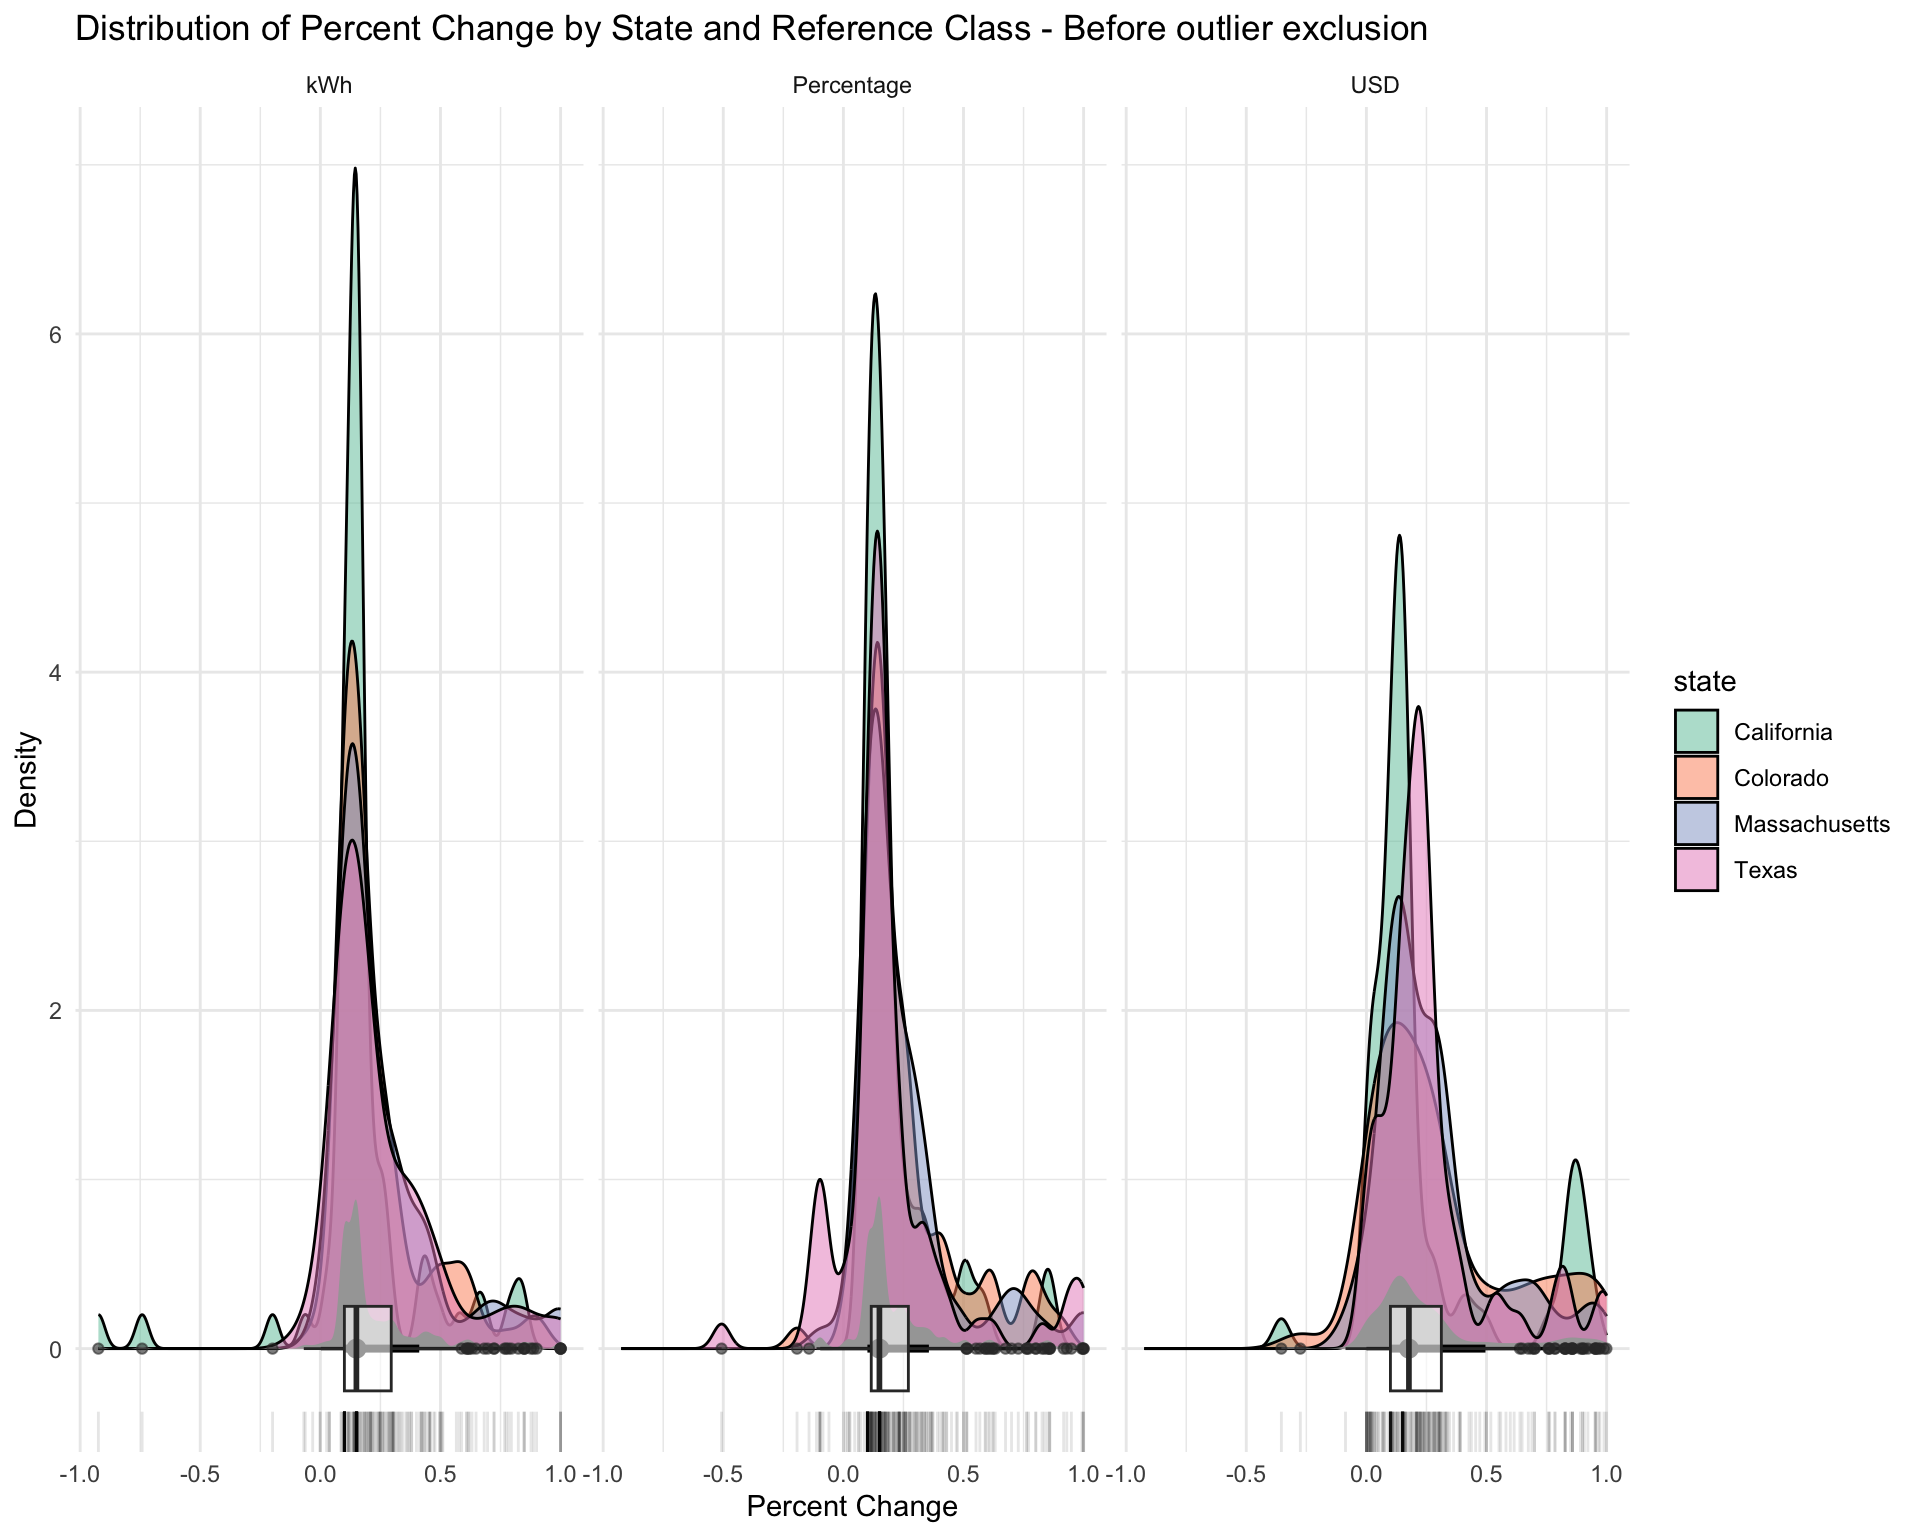 Distribution of Percent Change by State and Reference Class - Before outlier exclusion
kWh Percentage USD
6
4
2
0
Density
-1.0 -0.5 0.0 0.5 1.0 -1.0 -0.5 0.0 0.5 1.0 -1.0 -0.5 0.0 0.5 1.0
Percent Change
state
California
Colorado
Massachusetts
Texas